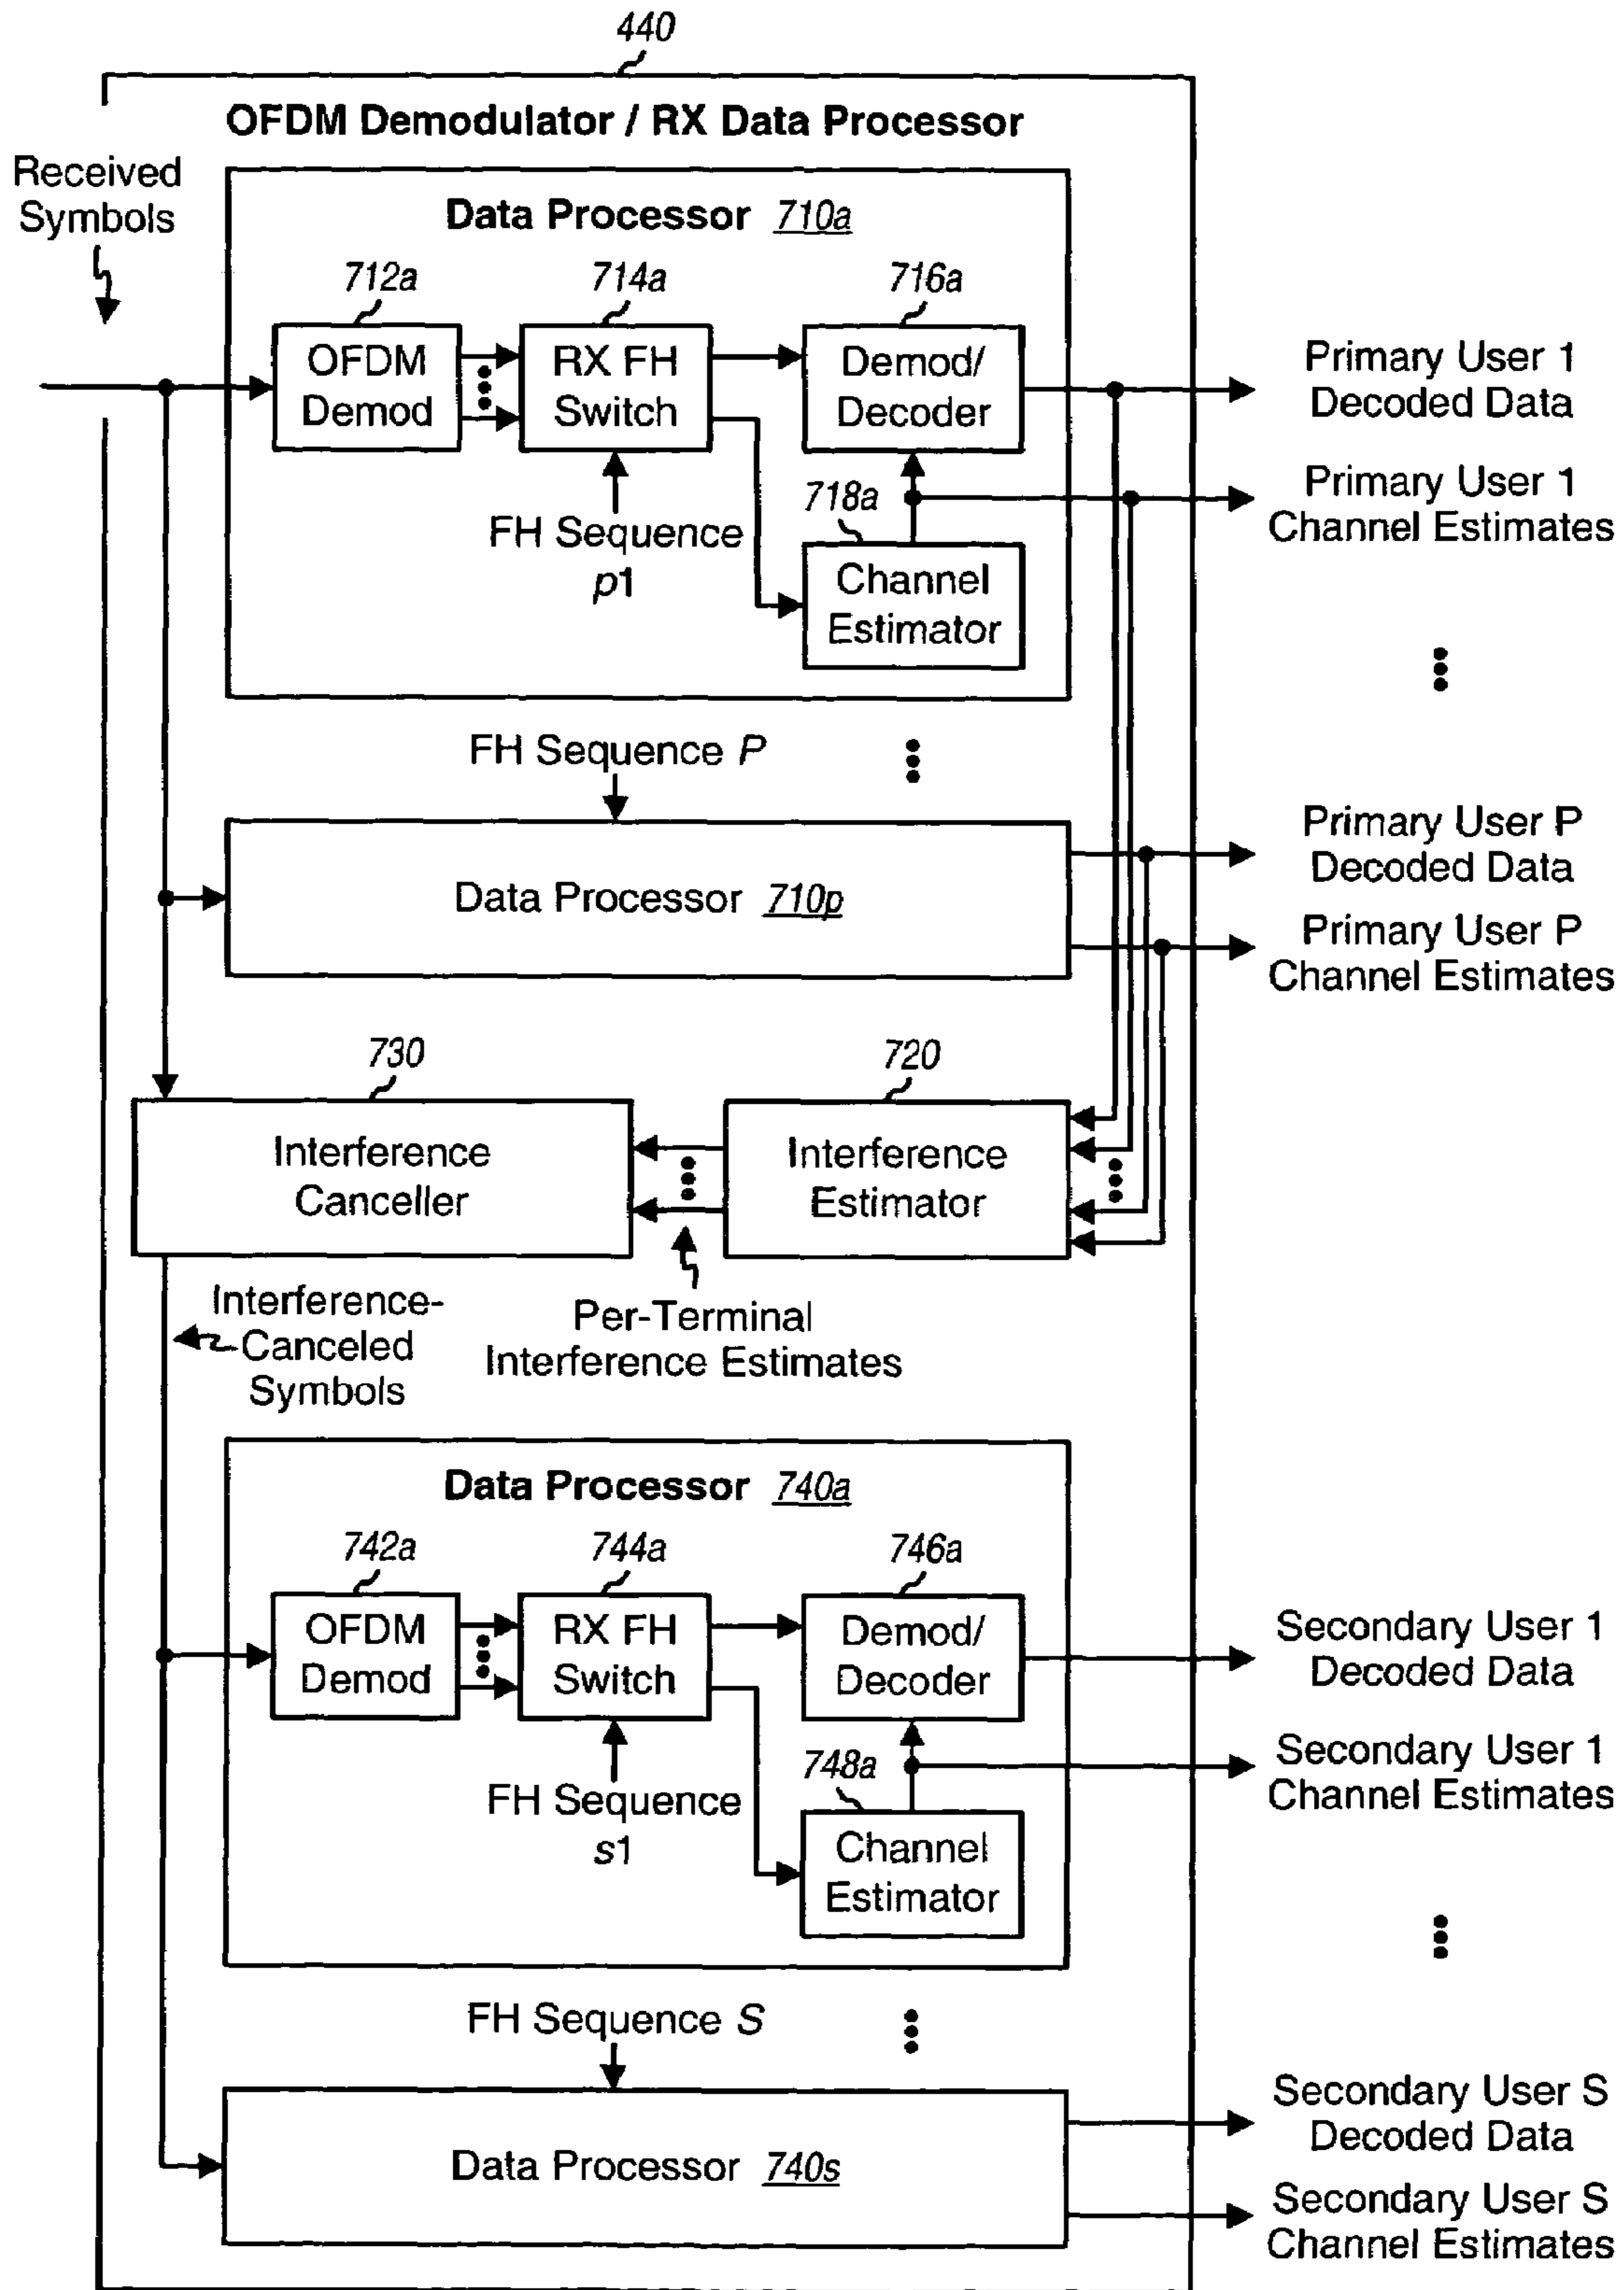 440
OFDM Demodulator / RX Data Processor
Received
Symbols
Data Processor 710a
712a
714a
716a
OFDM
Demod
RX FH
Switch
Demod/
Decoder
Primary User 1
Decoded Data
718a
Primary User 1
Channel Estimates
FH Sequence
p1
Channel
Estimator
FH Sequence P
Data Processor 710p
Primary User P
Decoded Data
Primary User P
Channel Estimates
730
720
Interference
Canceller
Interference
Estimator
Interference-
Canceled
Symbols
Per-Terminal
Interference Estimates
Data Processor 740a
742a
744a
746a
OFDM
Demod
RX FH
Switch
Demod/
Decoder
Secondary User 1
Decoded Data
748a
Secondary User 1
Channel Estimates
FH Sequence
s1
Channel
Estimator
FH Sequence S
Data Processor 740s
Secondary User S
Decoded Data
Secondary User S
Channel Estimates